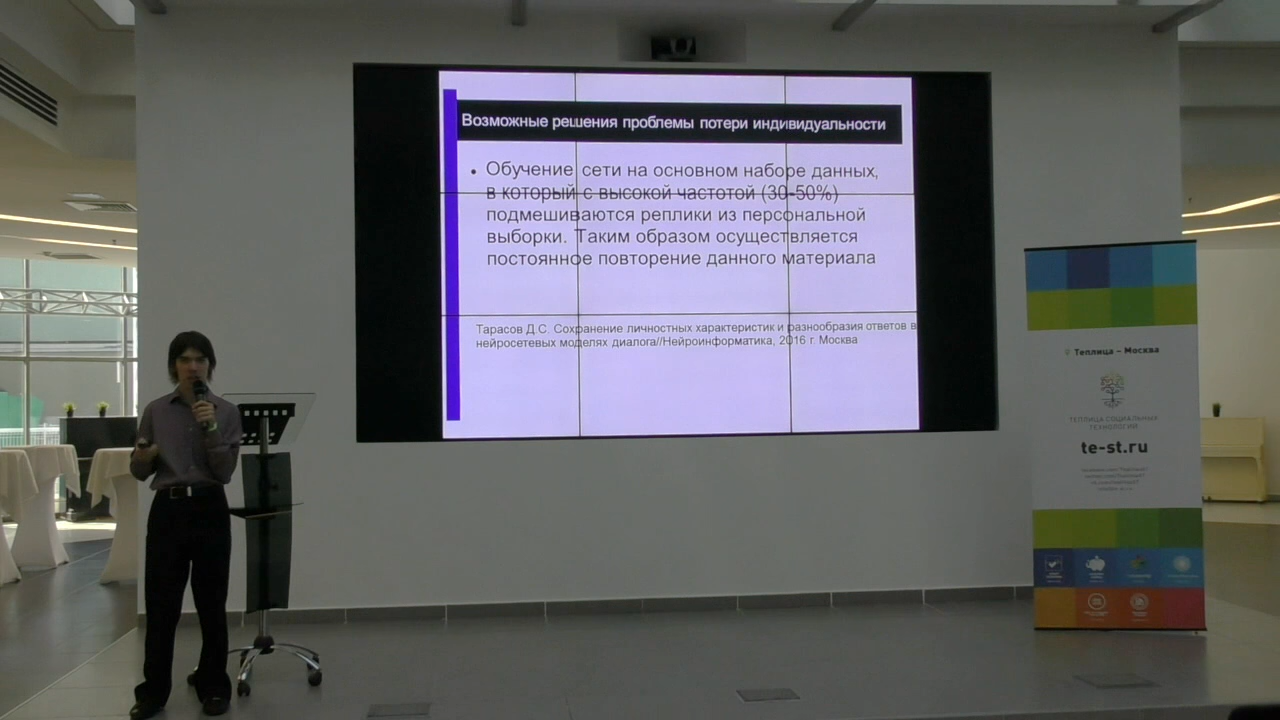 Возможные решения проблемы потери индивидуальности
• Обучение сети на основном наборе данных,
в который с высокой частотой (30-50%)
подмешиваются реплики из персональной
выборки. Таким образом осуществляется
постоянное повторение данного материала
Тарасов Д.С. Сохранение личностных характеристик и разнообразия ответов в
нейросетевых моделях диалога//Нейроинформатика, 2016 г. Москва
Теплица – Москва
ТЕПЛИЦА СОЦИАЛЬНЫХ
ТЕХНОЛОГИЙ
te-st.ru